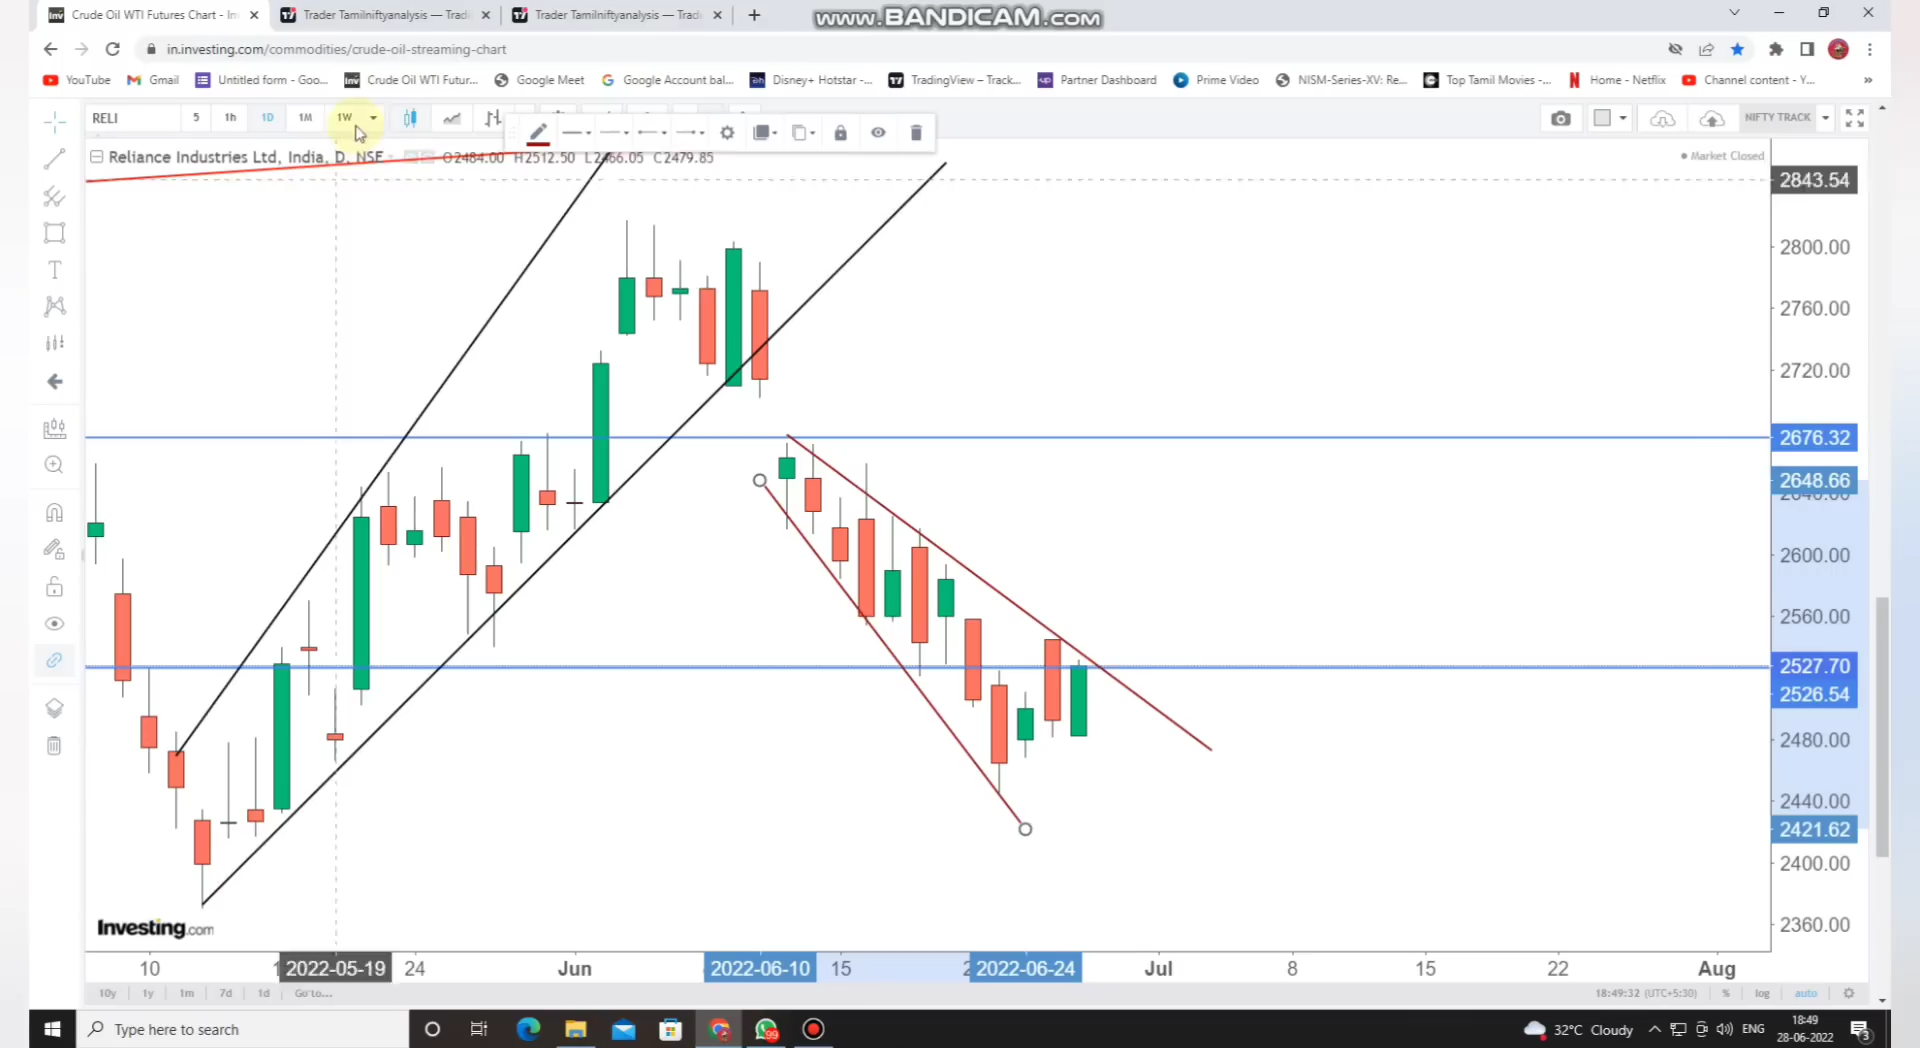 Crude Oil WTI Futures Chart - In
Trader Tamilniftyanalysis — Tradi
Trader Tamilniftyanalysis — Tradi
www.BANDICAM.com
in.investing.com/commodities/crude-oil-streaming-chart
YouTube
Gmail
Untitled form - Goo...
Crude Oil WTI Futur...
Google Meet
Google Account bal...
Disney+ Hotstar -...
TradingView – Track...
Partner Dashboard
Prime Video
NISM-Series-XV: Re...
Top Tamil Movies -...
Home - Netflix
Channel content - Y...
RELI
5
1h
1D
1M
1W
NIFTY TRACK
Reliance Industries Ltd, India, D, NSE
O2484.00 H2512.50 L2466.05 C2479.85
Market Closed
2843.54
2800.00
2760.00
2720.00
2676.32
2648.66
2640.00
2600.00
2560.00
2527.70
2526.54
2480.00
2440.00
2421.62
2400.00
2360.00
Investing.com
10
2022-05-19
24
Jun
2022-06-10
15
2022-06-24
Jul
8
15
22
Aug
10y
1y
1m
7d
1d
Go to...
18:49:32 (UTC+5:30)
%
log
auto
Type here to search
99
32°C Cloudy
ENG
18:49
28-06-2022
3